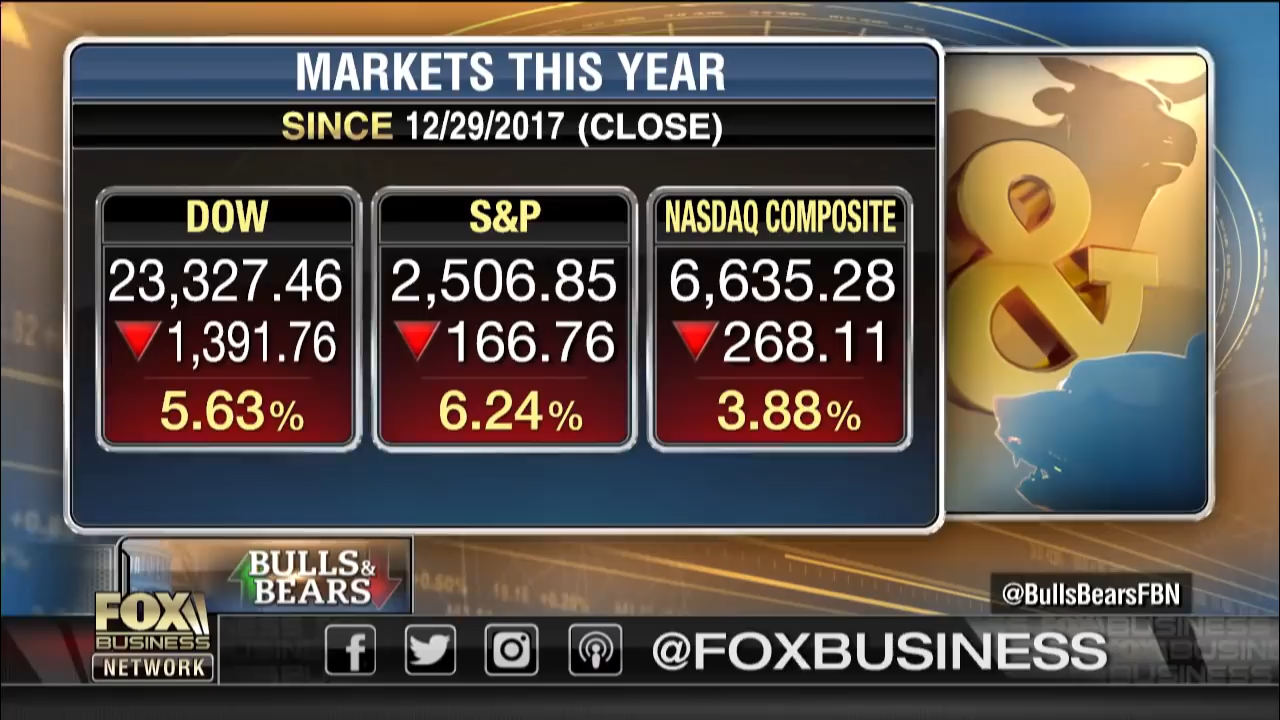 MARKETS THIS YEAR
SINCE 12/29/2017 (CLOSE)
DOW
23,327.46
▼1,391.76
5.63%
S&P
2,506.85
▼166.76
6.24%
NASDAQ COMPOSITE
6,635.28
▼268.11
3.88%
&
BULLS&
BEARS
@BullsBearsFBN
FOX
BUSINESS
NETWORK
@FOXBUSINESS